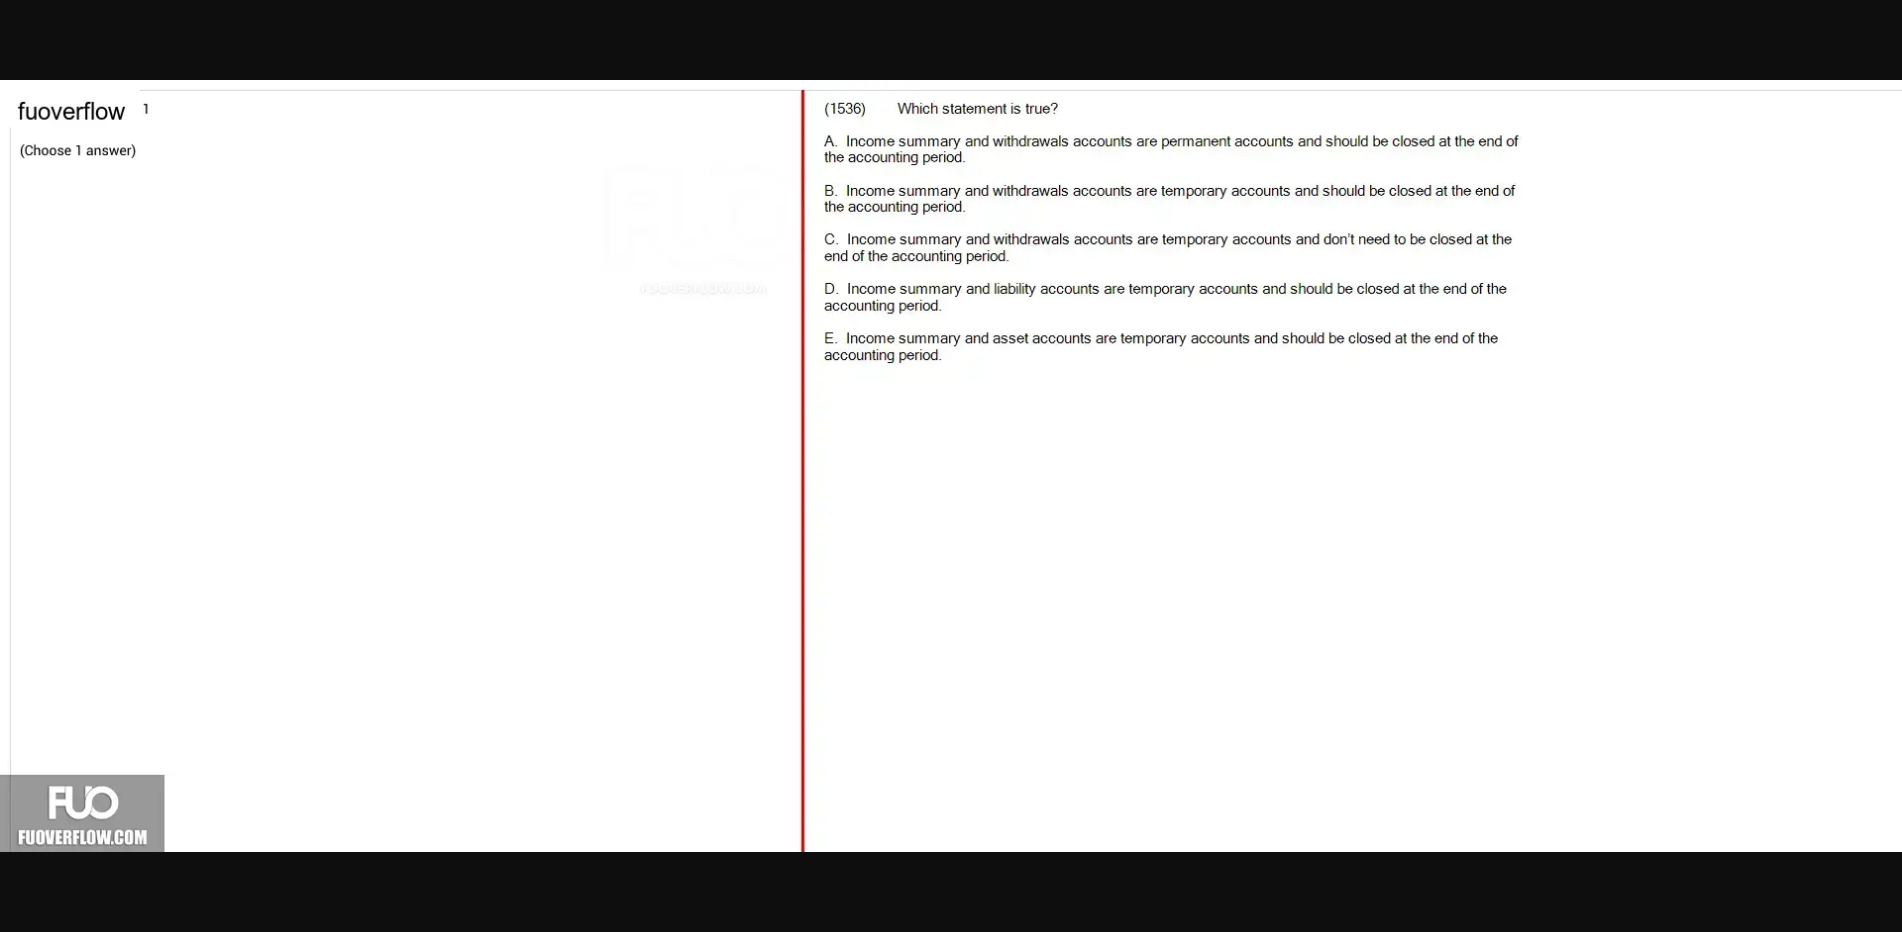 fuoverflow 1
(Choose 1 answer)
(1536) Which statement is true?
A. Income summary and withdrawals accounts are permanent accounts and should be closed at the end of
the accounting period.
B. Income summary and withdrawals accounts are temporary accounts and should be closed at the end of
the accounting period.
C. Income summary and withdrawals accounts are temporary accounts and don't need to be closed at the
end of the accounting period.
D. Income summary and liability accounts are temporary accounts and should be closed at the end of the
accounting period.
E. Income summary and asset accounts are temporary accounts and should be closed at the end of the
accounting period.
FUO
FUOVERFLOW.COM
FUO
FUOVERFLOW.COM